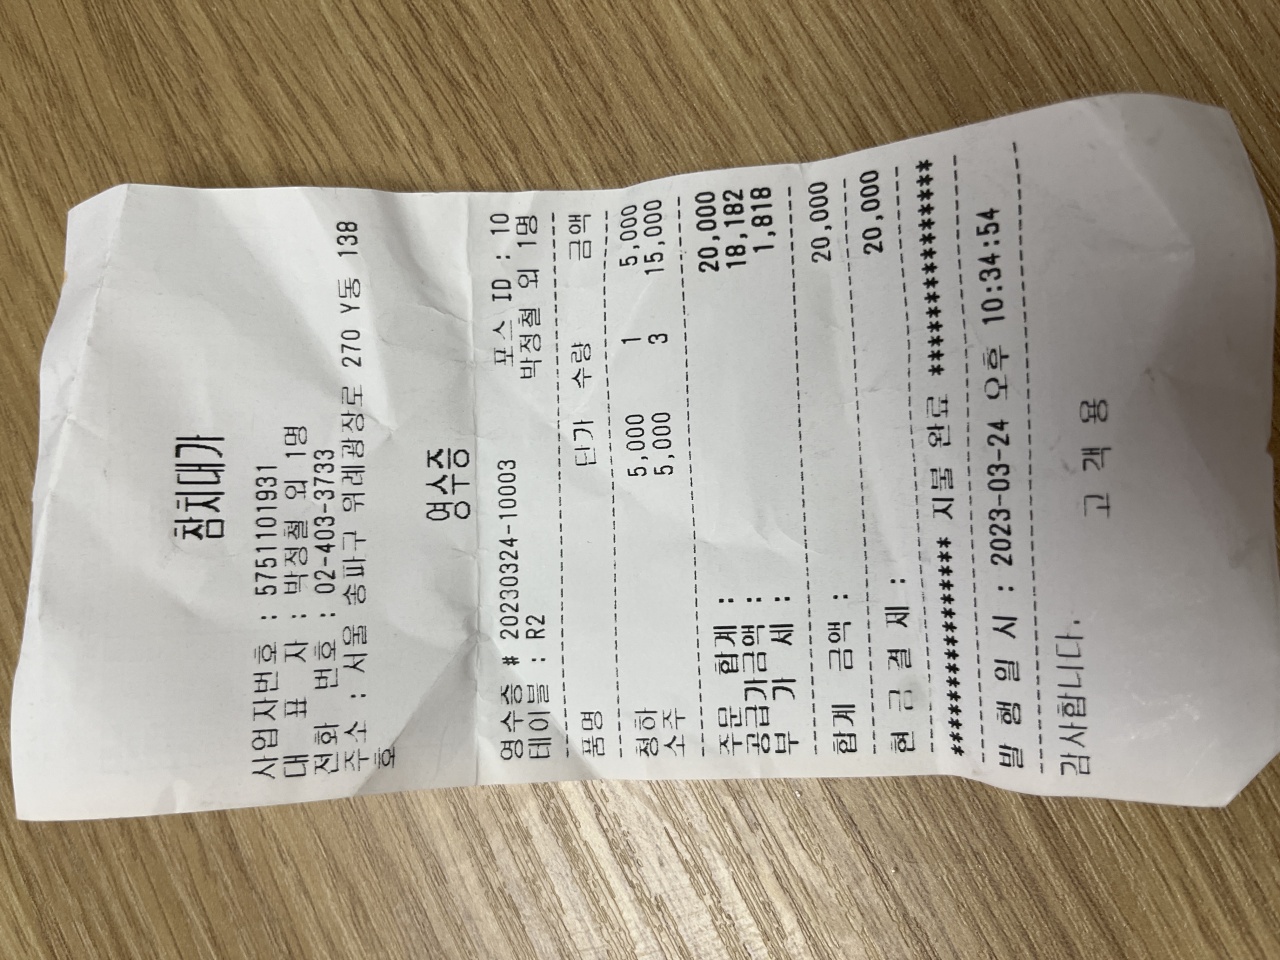 참치대가
사업자번호 : 5751101931
대 표 자 : 박정철 외 1명
전화 번호 : 02-403-3733
주소 : 서울 송파구 위례광장로 270 Y동 138
호
영수증
영수증 # 20230324-10003 포스 ID : 10
테이블 : R2 박정철 외 1명
품명 단가 수량 금액
청하 5,000 1 5,000
소주 5,000 3 15,000
주문 합계 : 20,000
공급가금액 : 18,182
부 가 세 : 1,818
합계 금액 : 20,000
현 금 결 제 : 20,000
**************** 지불 완료 ****************
발 행 일 시 : 2023-03-24 오후 10:34:54
감사합니다. 고 객 용